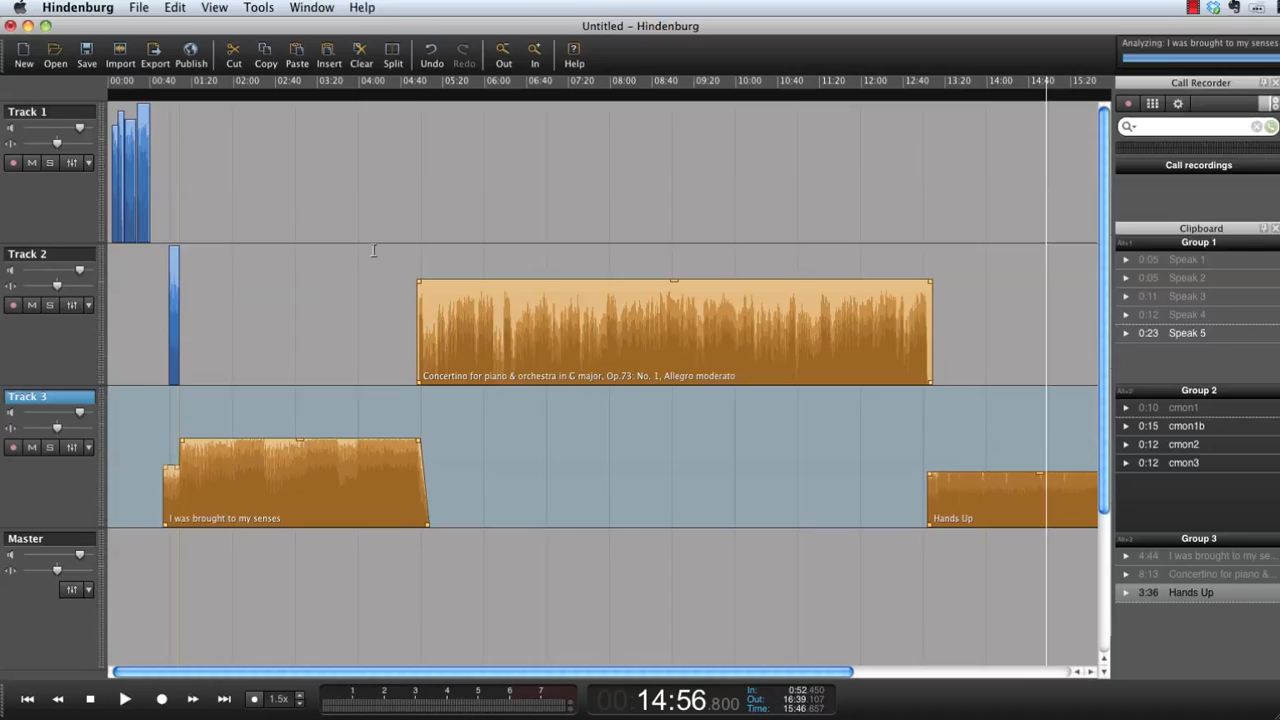 Hindenburg File Edit View Tools Window Help
Untitled - Hindenburg
New Open Save Import Export Publish Cut Copy Paste Insert Clear Split Undo Redo Out In Help
Analyzing: I was brought to my senses
00:00 00:40 01:20 02:00 02:40 03:20 04:00 04:40 05:20 06:00 06:40 07:20 08:00 08:40 09:20 10:00 10:40 11:20 12:00 12:40 13:20 14:00 14:40 15:20
Call Recorder
Track 1
M S
Call recordings
Clipboard
Alt+1 Group 1
0:05 Speak 1
0:05 Speak 2
0:11 Speak 3
0:12 Speak 4
0:23 Speak 5
Track 2
M S
Concertino for piano & orchestra in G major, Op.73: No. 1, Allegro moderato
Alt+2 Group 2
0:10 cmon1
0:15 cmon1b
0:12 cmon2
0:12 cmon3
Track 3
M S
I was brought to my senses
Hands Up
Alt+3 Group 3
4:44 I was brought to my se...
8:13 Concertino for piano &...
3:36 Hands Up
Master
1.5x
1 2 3 4 5 6 7
00:14:56.800
In: 0:52.450
Out: 16:39.107
Time: 15:46.657